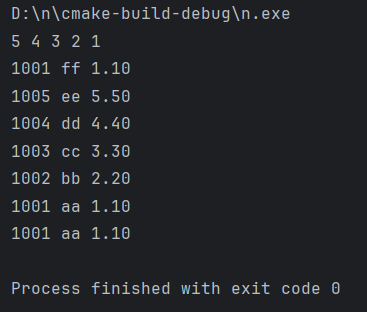 D:\n\cmake-build-debug\n.exe
5 4 3 2 1
1001 ff 1.10
1005 ee 5.50
1004 dd 4.40
1003 cc 3.30
1002 bb 2.20
1001 aa 1.10
1001 aa 1.10
Process finished with exit code 0